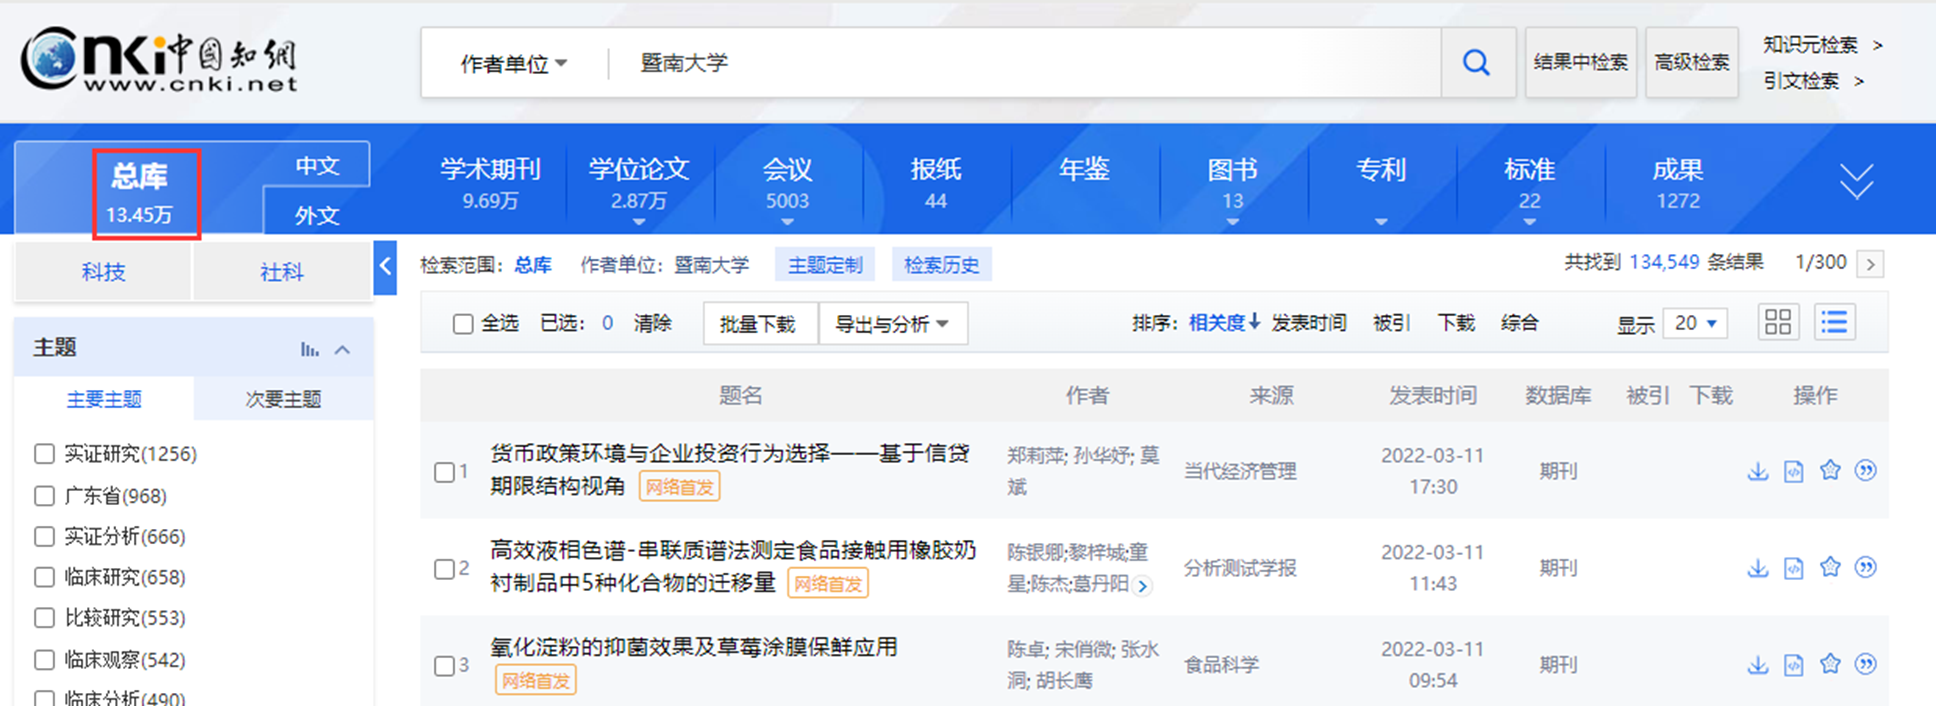 cnki中国知網
www.cnki.net
作者单位 暨南大学 结果中检索 高级检索
知识元检索 >
引文检索 >
总库
13.45万
中文
外文
学术期刊
9.69万
学位论文
2.87万
会议
5003
报纸
44
年鉴
图书
13
专利
标准
22
成果
1272
科技 社科
检索范围：总库 作者单位：暨南大学 主题定制 检索历史 共找到 134,549 条结果 1/300 >
全选 已选：0 清除 批量下载 导出与分析 排序：相关度↓ 发表时间 被引 下载 综合 显示 20
主题
主要主题 次要主题
实证研究(1256)
广东省(968)
实证分析(666)
临床研究(658)
比较研究(553)
临床观察(542)
临床分析(490)
题名 作者 来源 发表时间 数据库 被引 下载 操作
1 货币政策环境与企业投资行为选择——基于信贷
期限结构视角 网络首发
郑莉萍; 孙华妤; 莫
斌
当代经济管理
2022-03-11
17:30
期刊
2 高效液相色谱-串联质谱法测定食品接触用橡胶奶
衬制品中5种化合物的迁移量 网络首发
陈银卿;黎梓城;童
星;陈杰;葛丹阳
分析测试学报
2022-03-11
11:43
期刊
3 氧化淀粉的抑菌效果及草莓涂膜保鲜应用
网络首发
陈卓; 宋俏微; 张水
洞; 胡长鹰
食品科学
2022-03-11
09:54
期刊